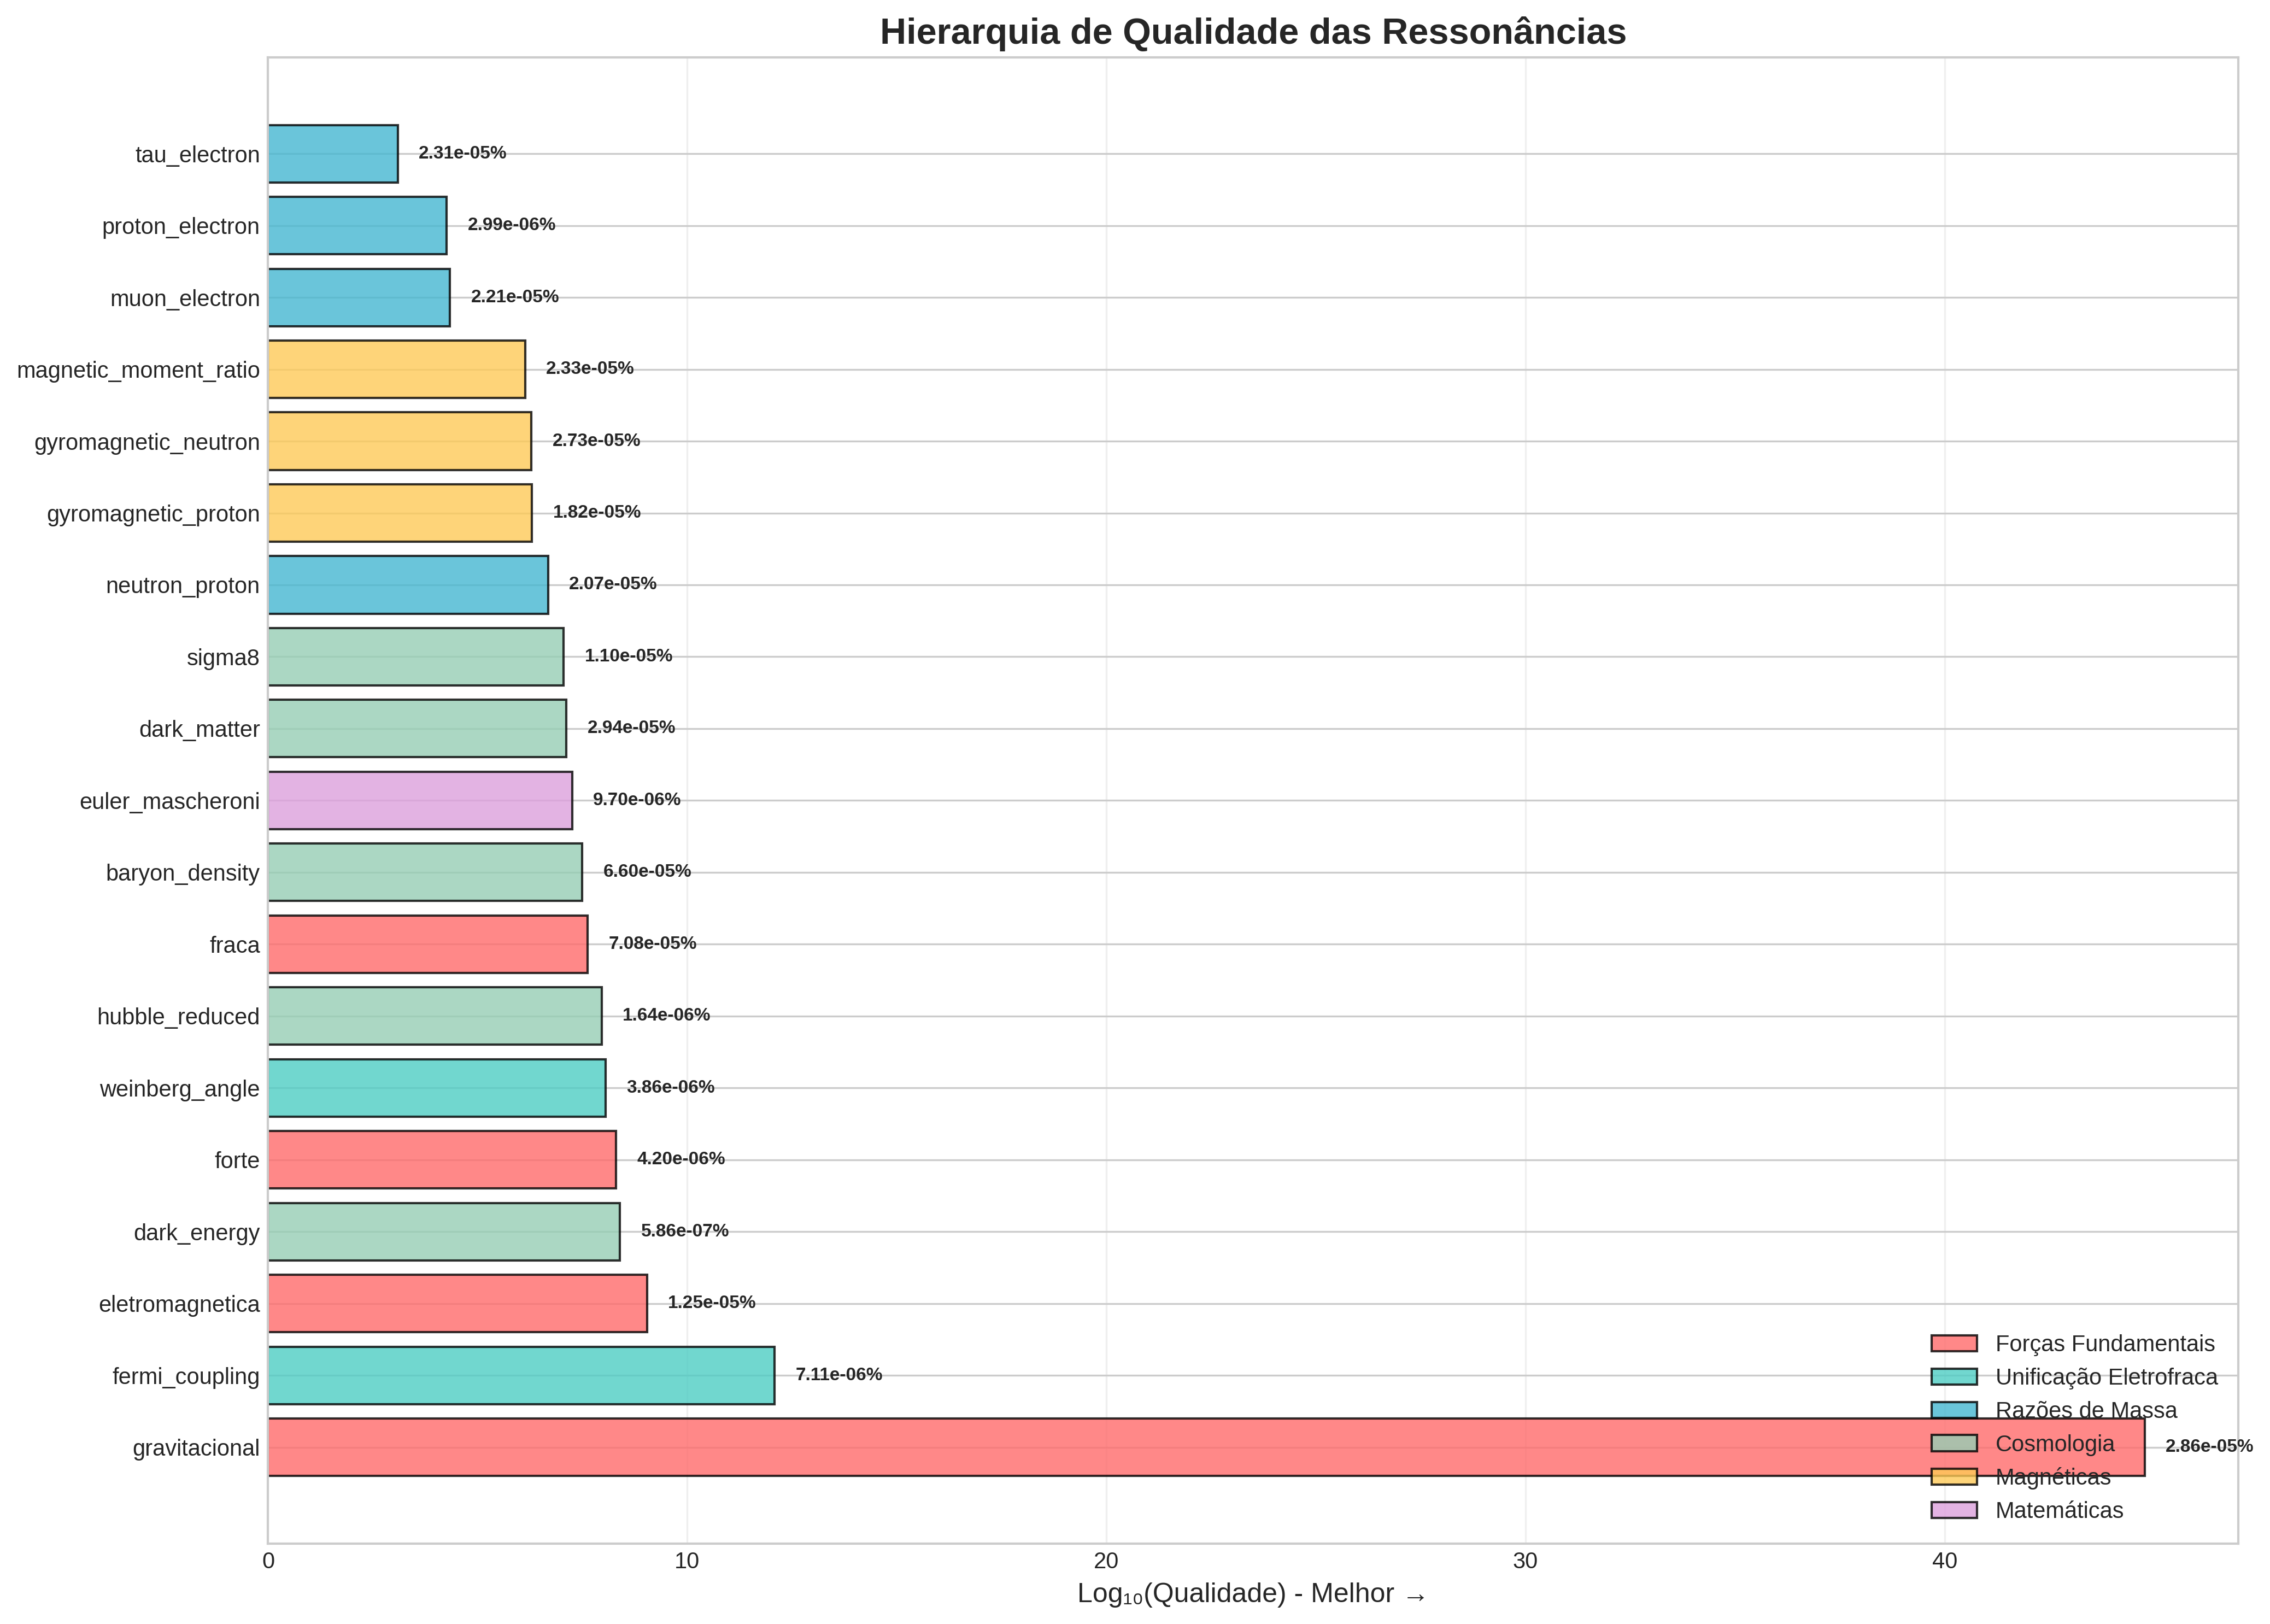 Hierarquia de Qualidade das Ressonâncias
tau_electron 2.31e-05%
proton_electron 2.99e-06%
muon_electron 2.21e-05%
magnetic_moment_ratio 2.33e-05%
gyromagnetic_neutron 2.73e-05%
gyromagnetic_proton 1.82e-05%
neutron_proton 2.07e-05%
sigma8 1.10e-05%
dark_matter 2.94e-05%
euler_mascheroni 9.70e-06%
baryon_density 6.60e-05%
fraca 7.08e-05%
hubble_reduced 1.64e-06%
weinberg_angle 3.86e-06%
forte 4.20e-06%
dark_energy 5.86e-07%
eletromagnetica 1.25e-05%
fermi_coupling 7.11e-06%
gravitacional 2.86e-05%
Forças Fundamentais
Unificação Eletrofraca
Razões de Massa
Cosmologia
Magnéticas
Matemáticas
0 10 20 30 40
Log₁₀(Qualidade) - Melhor →